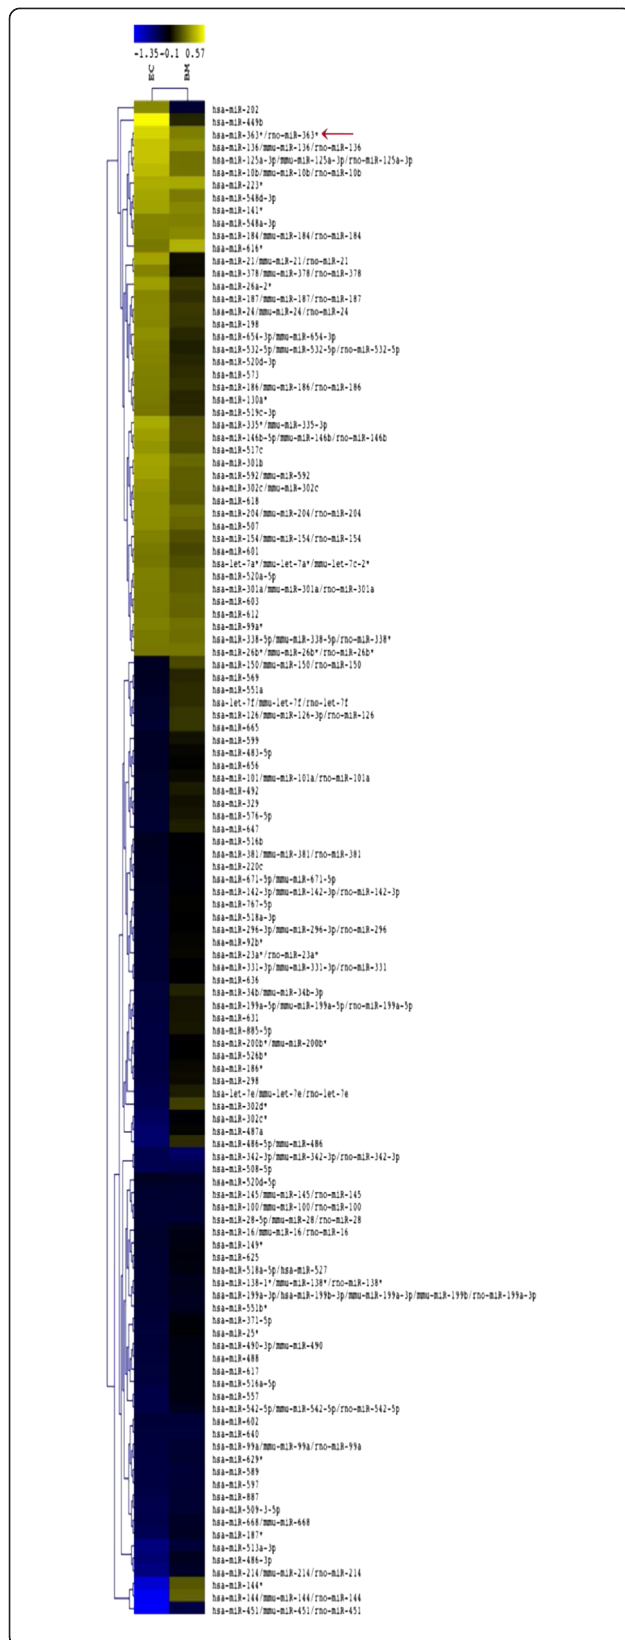 -1.35-0.1 0.57
EC
BM
hsa-miR-202
hsa-miR-449b
hsa-miR-363*/rno-miR-363*
hsa-miR-136/mmu-miR-136/rno-miR-136
hsa-miR-125a-3p/mmu-miR-125a-3p/rno-miR-125a-3p
hsa-miR-10b/mmu-miR-10b/rno-miR-10b
hsa-miR-223*
hsa-miR-548d-3p
hsa-miR-141*
hsa-miR-548a-3p
hsa-miR-184/mmu-miR-184/rno-miR-184
hsa-miR-616*
hsa-miR-21/mmu-miR-21/rno-miR-21
hsa-miR-378/mmu-miR-378/rno-miR-378
hsa-miR-26a-2*
hsa-miR-187/mmu-miR-187/rno-miR-187
hsa-miR-24/mmu-miR-24/rno-miR-24
hsa-miR-198
hsa-miR-654-3p/mmu-miR-654-3p
hsa-miR-532-5p/mmu-miR-532-5p/rno-miR-532-5p
hsa-miR-520d-3p
hsa-miR-573
hsa-miR-186/mmu-miR-186/rno-miR-186
hsa-miR-130a*
hsa-miR-519c-3p
hsa-miR-335*/mmu-miR-335-3p
hsa-miR-146b-5p/mmu-miR-146b/rno-miR-146b
hsa-miR-517c
hsa-miR-301b
hsa-miR-592/mmu-miR-592
hsa-miR-302c/mmu-miR-302c
hsa-miR-618
hsa-miR-204/mmu-miR-204/rno-miR-204
hsa-miR-507
hsa-miR-154/mmu-miR-154/rno-miR-154
hsa-miR-601
hsa-let-7a*/mmu-let-7a*/mmu-let-7c-2*
hsa-miR-520a-5p
hsa-miR-301a/mmu-miR-301a/rno-miR-301a
hsa-miR-603
hsa-miR-612
hsa-miR-99a*
hsa-miR-338-5p/mmu-miR-338-5p/rno-miR-338*
hsa-miR-26b*/mmu-miR-26b*/rno-miR-26b*
hsa-miR-150/mmu-miR-150/rno-miR-150
hsa-miR-569
hsa-miR-551a
hsa-let-7f/mmu-let-7f/rno-let-7f
hsa-miR-126/mmu-miR-126-3p/rno-miR-126
hsa-miR-665
hsa-miR-599
hsa-miR-483-5p
hsa-miR-656
hsa-miR-101/mmu-miR-101a/rno-miR-101a
hsa-miR-492
hsa-miR-329
hsa-miR-576-5p
hsa-miR-647
hsa-miR-516b
hsa-miR-381/mmu-miR-381/rno-miR-381
hsa-miR-220c
hsa-miR-671-5p/mmu-miR-671-5p
hsa-miR-142-3p/mmu-miR-142-3p/rno-miR-142-3p
hsa-miR-767-5p
hsa-miR-518a-3p
hsa-miR-296-3p/mmu-miR-296-3p/rno-miR-296
hsa-miR-92b*
hsa-miR-23a*/rno-miR-23a*
hsa-miR-331-3p/mmu-miR-331-3p/rno-miR-331
hsa-miR-636
hsa-miR-34b/mmu-miR-34b-3p
hsa-miR-199a-5p/mmu-miR-199a-5p/rno-miR-199a-5p
hsa-miR-631
hsa-miR-885-5p
hsa-miR-200b*/mmu-miR-200b*
hsa-miR-526b*
hsa-miR-186*
hsa-miR-298
hsa-let-7e/mmu-let-7e/rno-let-7e
hsa-miR-302d*
hsa-miR-302c*
hsa-miR-487a
hsa-miR-486-5p/mmu-miR-486
hsa-miR-342-3p/mmu-miR-342-3p/rno-miR-342-3p
hsa-miR-508-5p
hsa-miR-520d-5p
hsa-miR-145/mmu-miR-145/rno-miR-145
hsa-miR-100/mmu-miR-100/rno-miR-100
hsa-miR-28-5p/mmu-miR-28/rno-miR-28
hsa-miR-16/mmu-miR-16/rno-miR-16
hsa-miR-149*
hsa-miR-625
hsa-miR-518a-5p/hsa-miR-527
hsa-miR-138-1*/mmu-miR-138*/rno-miR-138*
hsa-miR-199a-3p/hsa-miR-199b-3p/mmu-miR-199a-3p/mmu-miR-199b/rno-miR-199a-3p
hsa-miR-551b*
hsa-miR-371-5p
hsa-miR-25*
hsa-miR-490-3p/mmu-miR-490
hsa-miR-488
hsa-miR-617
hsa-miR-516a-5p
hsa-miR-557
hsa-miR-542-5p/mmu-miR-542-5p/rno-miR-542-5p
hsa-miR-602
hsa-miR-640
hsa-miR-99a/mmu-miR-99a/rno-miR-99a
hsa-miR-629*
hsa-miR-589
hsa-miR-597
hsa-miR-887
hsa-miR-509-3-5p
hsa-miR-668/mmu-miR-668
hsa-miR-187*
hsa-miR-513a-3p
hsa-miR-486-3p
hsa-miR-214/mmu-miR-214/rno-miR-214
hsa-miR-144*
hsa-miR-144/mmu-miR-144/rno-miR-144
hsa-miR-451/mmu-miR-451/rno-miR-451